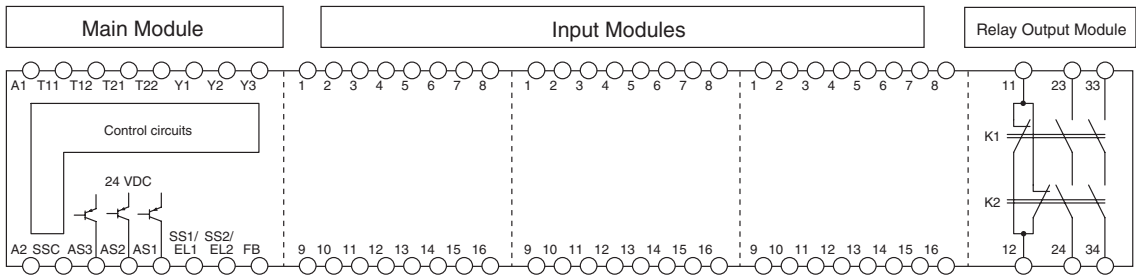 Main Module Input Modules Relay Output Module
A1 T11 T12 T21 T22 Y1 Y2 Y3 1 2 3 4 5 6 7 8 1 2 3 4 5 6 7 8 1 2 3 4 5 6 7 8 11 23 33
Control circuits
K1
24 VDC
K2
SS1/ SS2/
A2 SSC AS3 AS2 AS1 EL1 EL2 FB 9 10 11 12 13 14 15 16 9 10 11 12 13 14 15 16 9 10 11 12 13 14 15 16 12 24 34